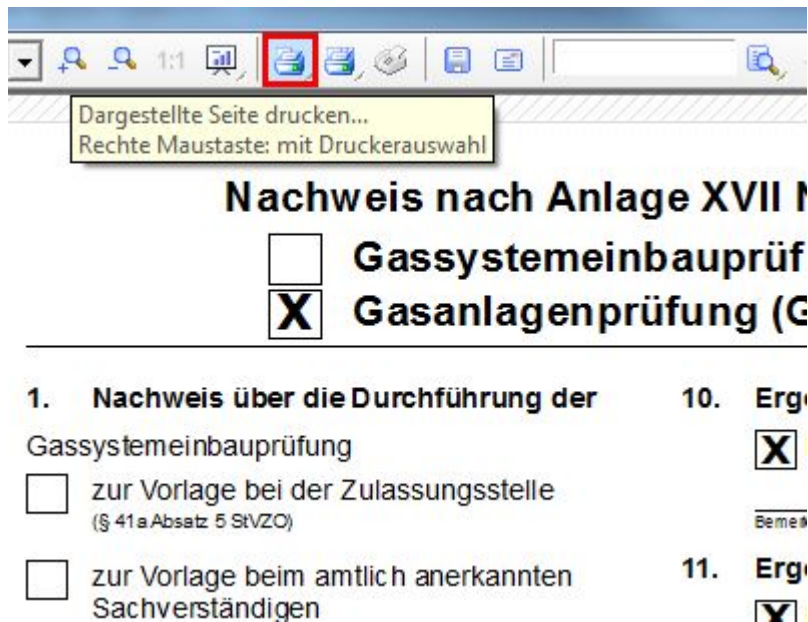 1:1
Dargestellte Seite drucken...
Rechte Maustaste: mit Druckerauswahl
Nachweis nach Anlage XVII
Gassystemeinbauprüf
X Gasanlagenprüfung (G
1. Nachweis über die Durchführung der
Gassystemeinbauprüfung
zur Vorlage bei der Zulassungsstelle
(§ 41a Absatz 5 StVZO)
zur Vorlage beim amtlich anerkannten
Sachverständigen
10. Erge
X
11. Erge
X